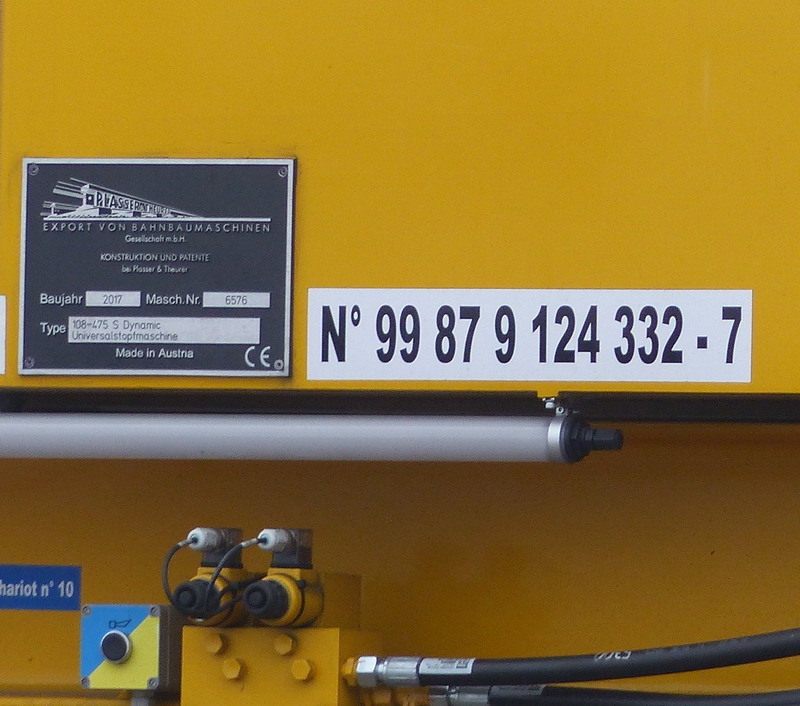 PLASSER & THEURER
EXPORT VON BAHNBAUMASCHINEN
Gesellschaft m.b.H.
KONSTRUKTION UND PATENTE
bei Plasser & Theurer
Baujahr 2017 Masch. Nr. 6576
Type 108-475 S Dynamic
Universalstopfmaschine
Made in Austria
CE
N° 99 87 9 124 332 - 7
hariot n° 10